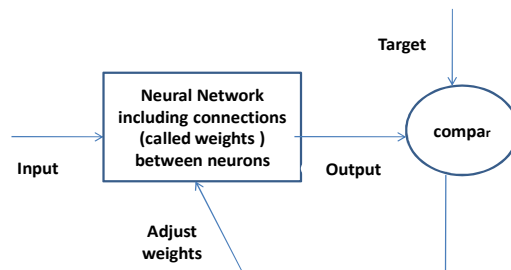 Target
Neural Network
including connections
(called weights )
between neurons
compar
Input
Output
Adjust
weights